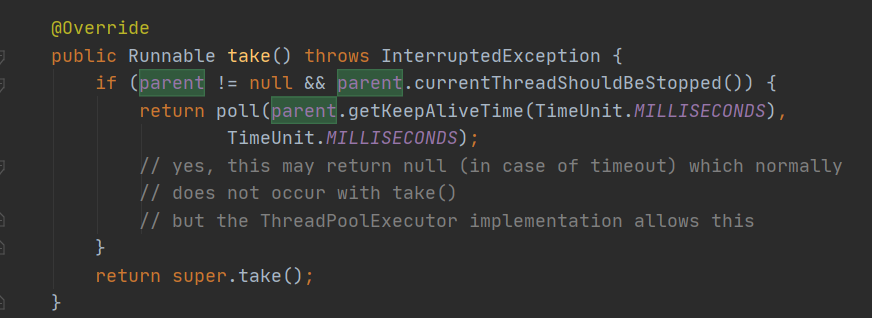 @Override
public Runnable take() throws InterruptedException {
    if (parent != null && parent.currentThreadShouldBeStopped()) {
        return poll(parent.getKeepAliveTime(TimeUnit.MILLISECONDS),
                TimeUnit.MILLISECONDS);
        // yes, this may return null (in case of timeout) which normally
        // does not occur with take()
        // but the ThreadPoolExecutor implementation allows this
    }
    return super.take();
}